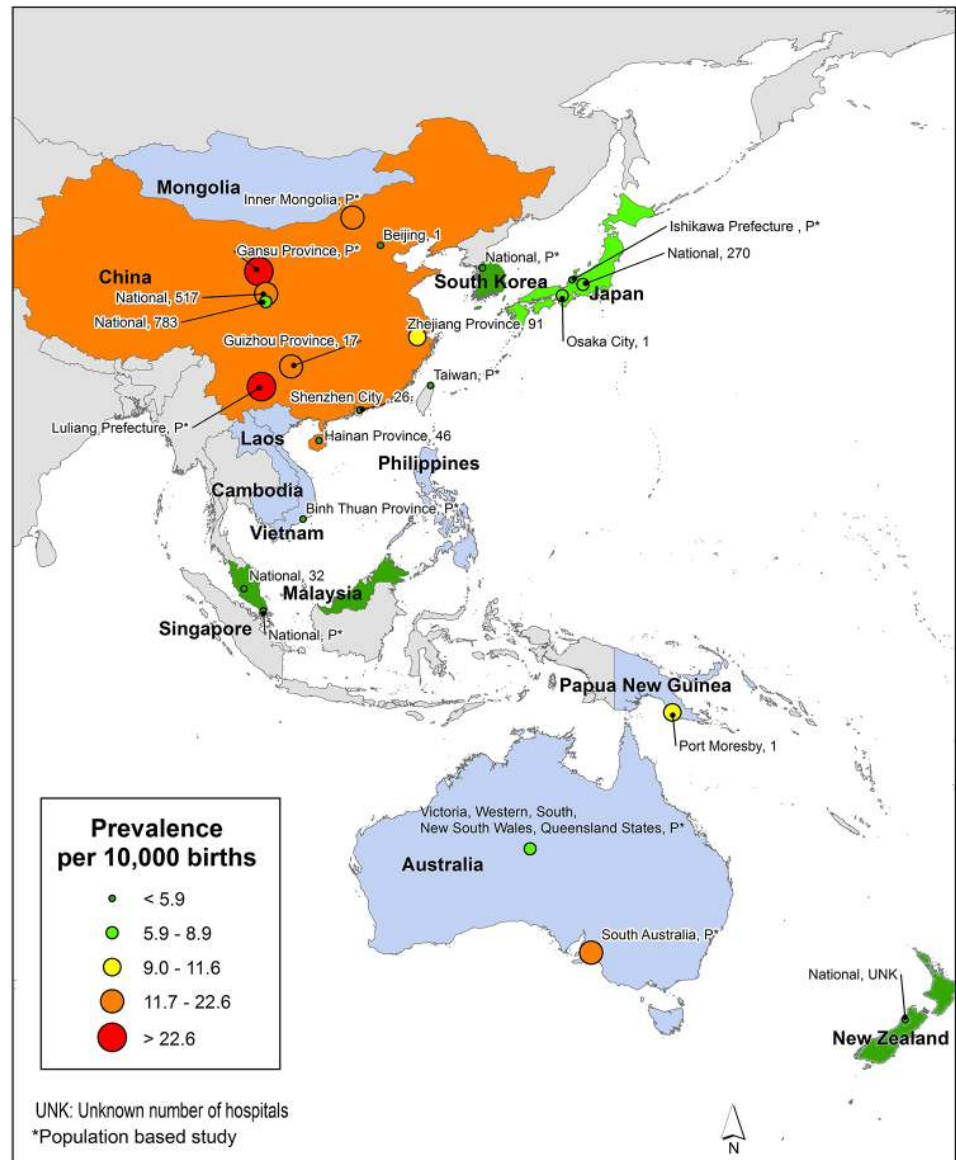 Mongolia
Inner Mongolia, P*
Beijing, 1
Gansu Province, P*
China
National, 517
National, 783
Guizhou Province, 17
Luliang Prefecture, P*
Zhejiang Province, 91
Shenzhen City , 26
Taiwan, P*
Hainan Province, 46
National, P*
South Korea
Ishikawa Prefecture , P*
National, 270
Japan
Osaka City, 1
Laos
Philippines
Cambodia
Binh Thuan Province, P*
Vietnam
National, 32
Malaysia
Singapore
National, P*
Papua New Guinea
Port Moresby, 1
Victoria, Western, South,
New South Wales, Queensland States, P*
Australia
South Australia, P*
National, UNK
New Zealand
Prevalence
per 10,000 births
< 5.9
5.9 - 8.9
9.0 - 11.6
11.7 - 22.6
> 22.6
UNK: Unknown number of hospitals
*Population based study
N